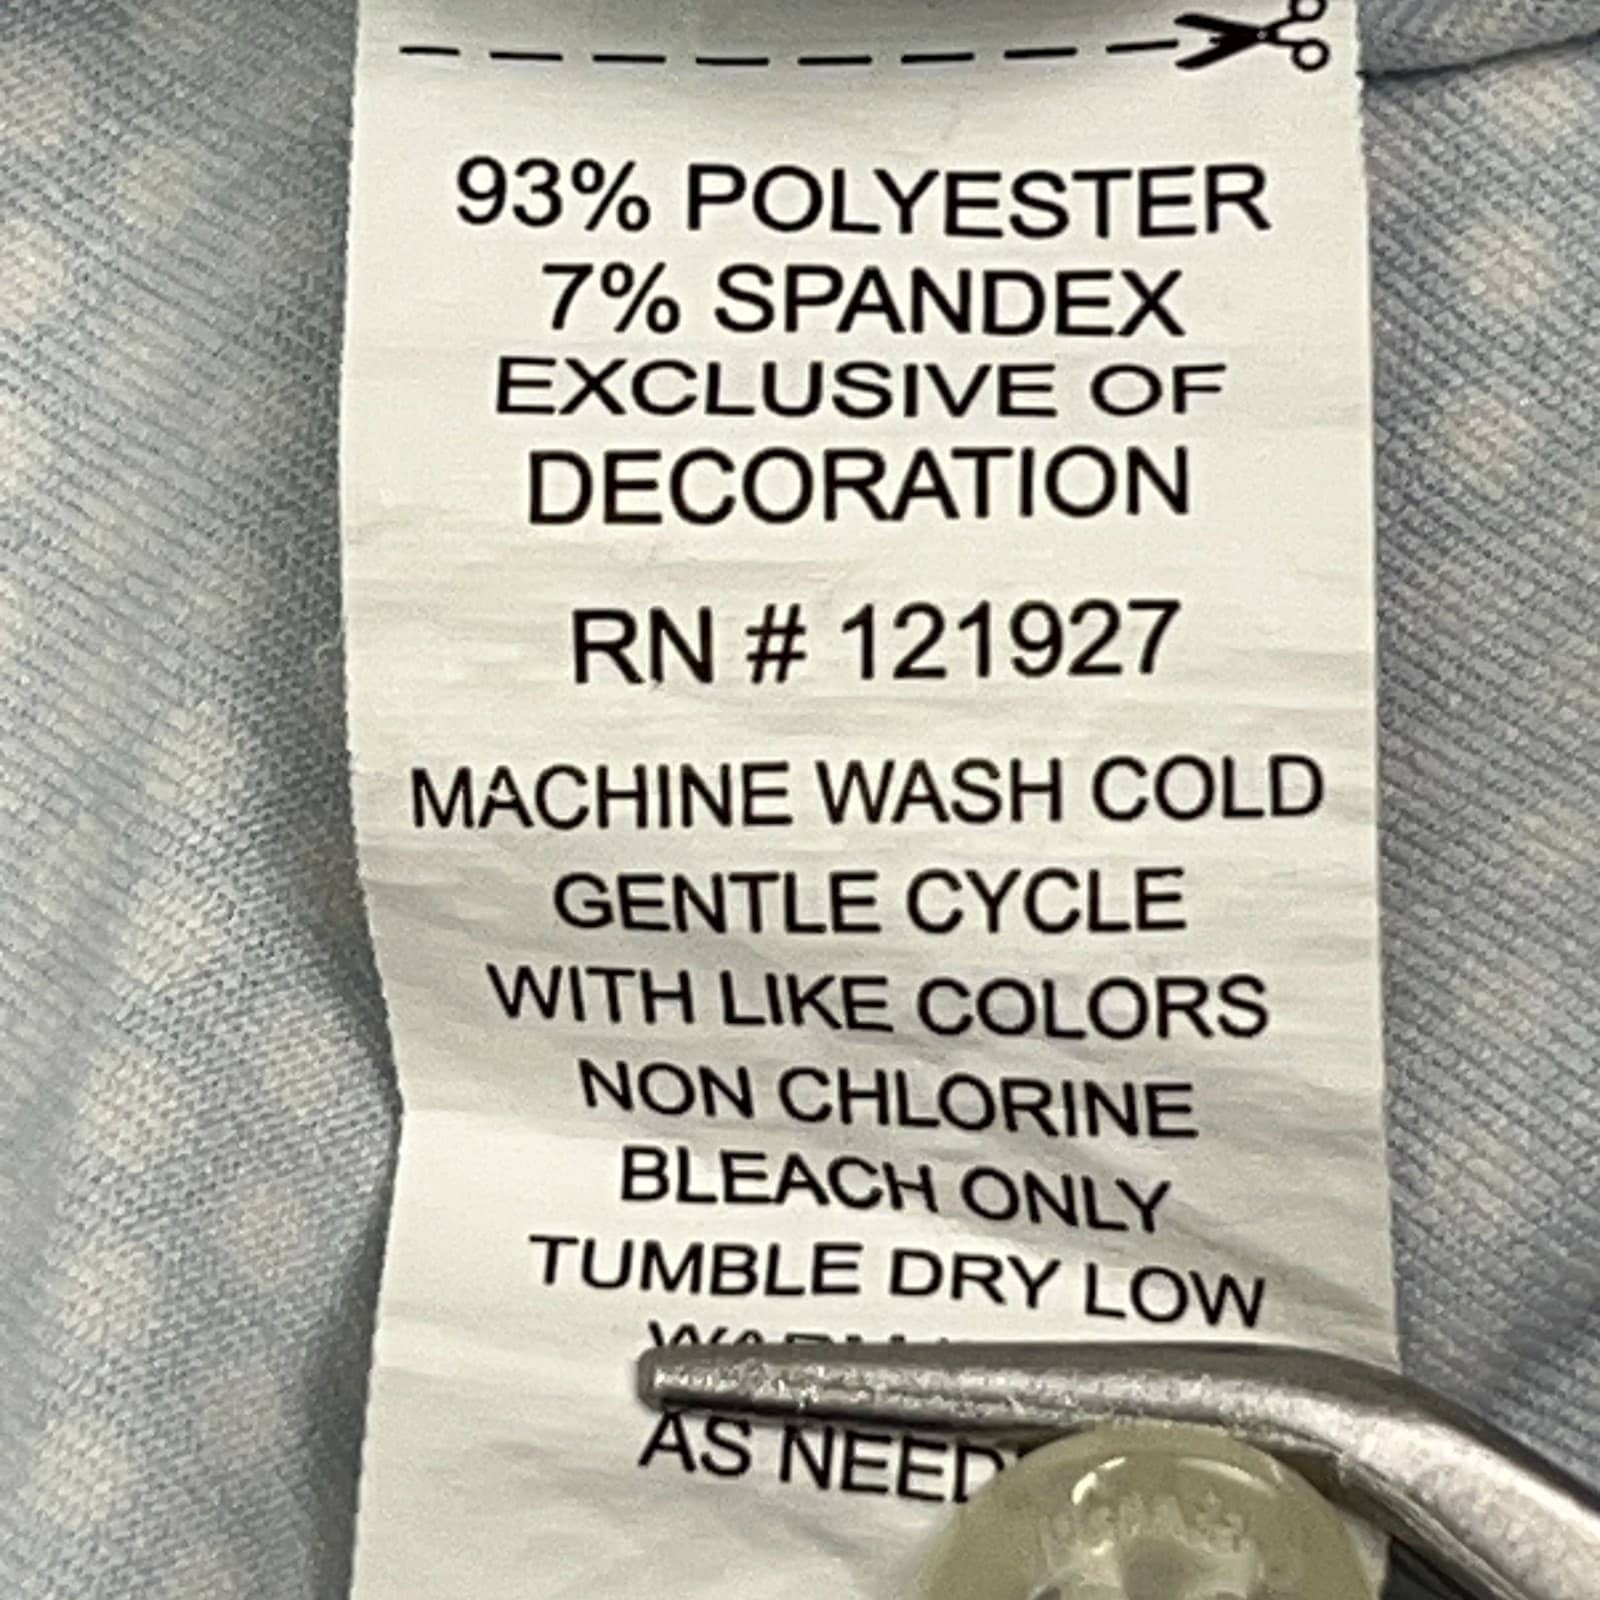 93% POLYESTER
7% SPANDEX
EXCLUSIVE OF
DECORATION
RN # 121927
MACHINE WASH COLD
GENTLE CYCLE
WITH LIKE COLORS
NON CHLORINE
BLEACH ONLY
TUMBLE DRY LOW
AS